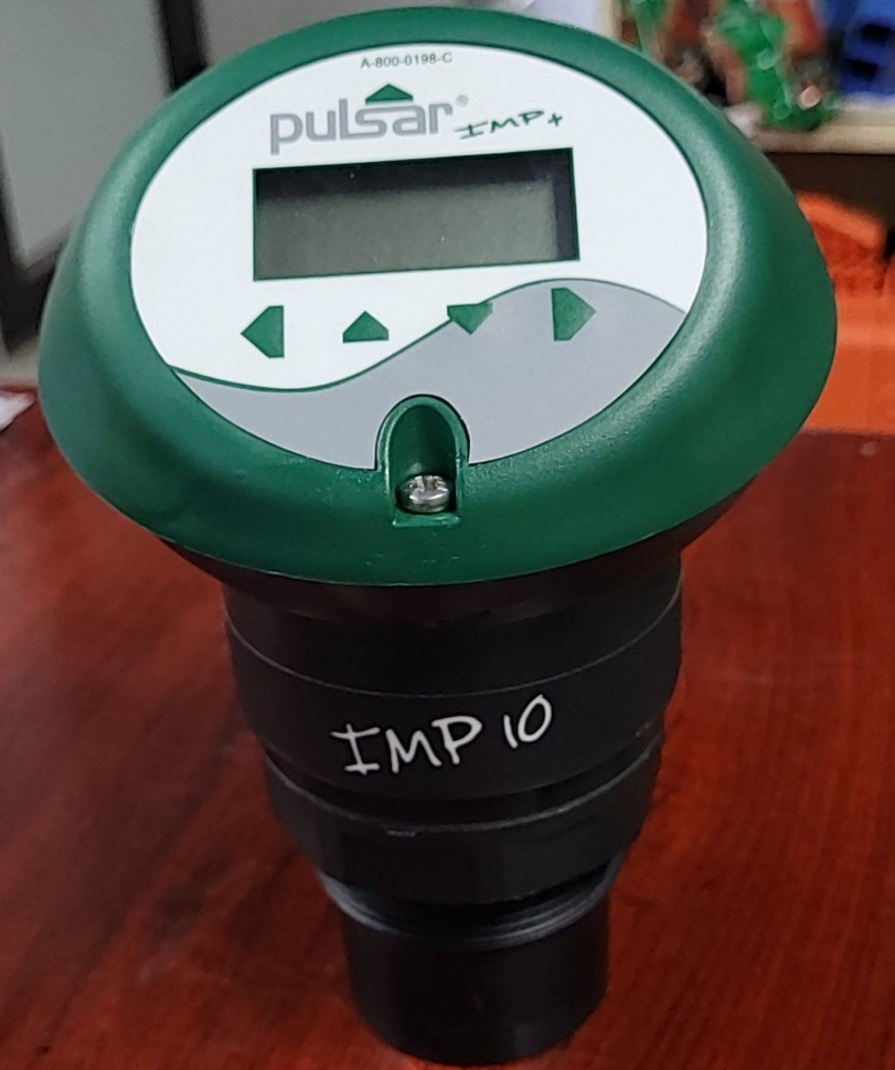 A-800-0198-C
pulsar® IMP+
IMP 10